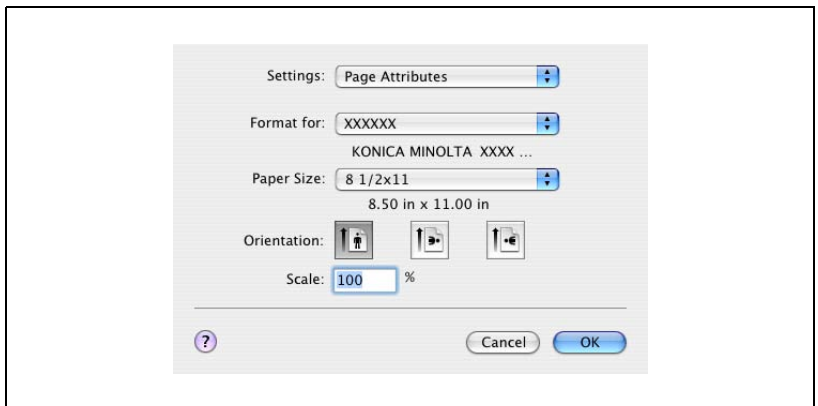 Settings: Page Attributes
Format for: XXXXXX
KONICA MINOLTA XXXX ...
Paper Size: 8 1/2x11
8.50 in x 11.00 in
Orientation:
Scale: 100 %
? Cancel OK